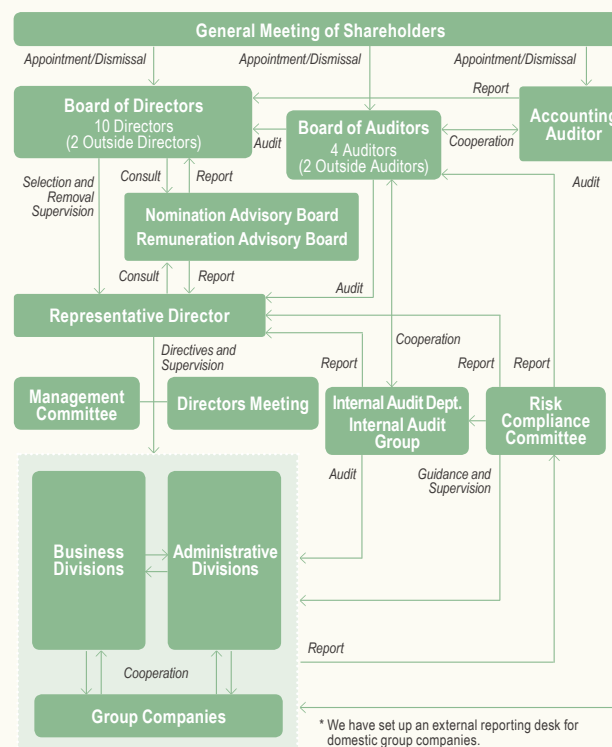 General Meeting of Shareholders
Appointment/Dismissal
Appointment/Dismissal
Appointment/Dismissal
Report
Board of Directors
10 Directors
(2 Outside Directors)
Audit
Board of Auditors
4 Auditors
(2 Outside Auditors)
Cooperation
Accounting
Auditor
Audit
Selection and
Removal
Supervision
Consult
Report
Nomination Advisory Board
Remuneration Advisory Board
Consult
Report
Audit
Representative Director
Cooperation
Directives and
Supervision
Report
Report
Report
Management
Committee
Directors Meeting
Internal Audit Dept.
Internal Audit
Group
Risk
Compliance
Committee
Audit
Guidance and
Supervision
Business
Divisions
Administrative
Divisions
Report
Cooperation
Group Companies
* We have set up an external reporting desk for
domestic group companies.